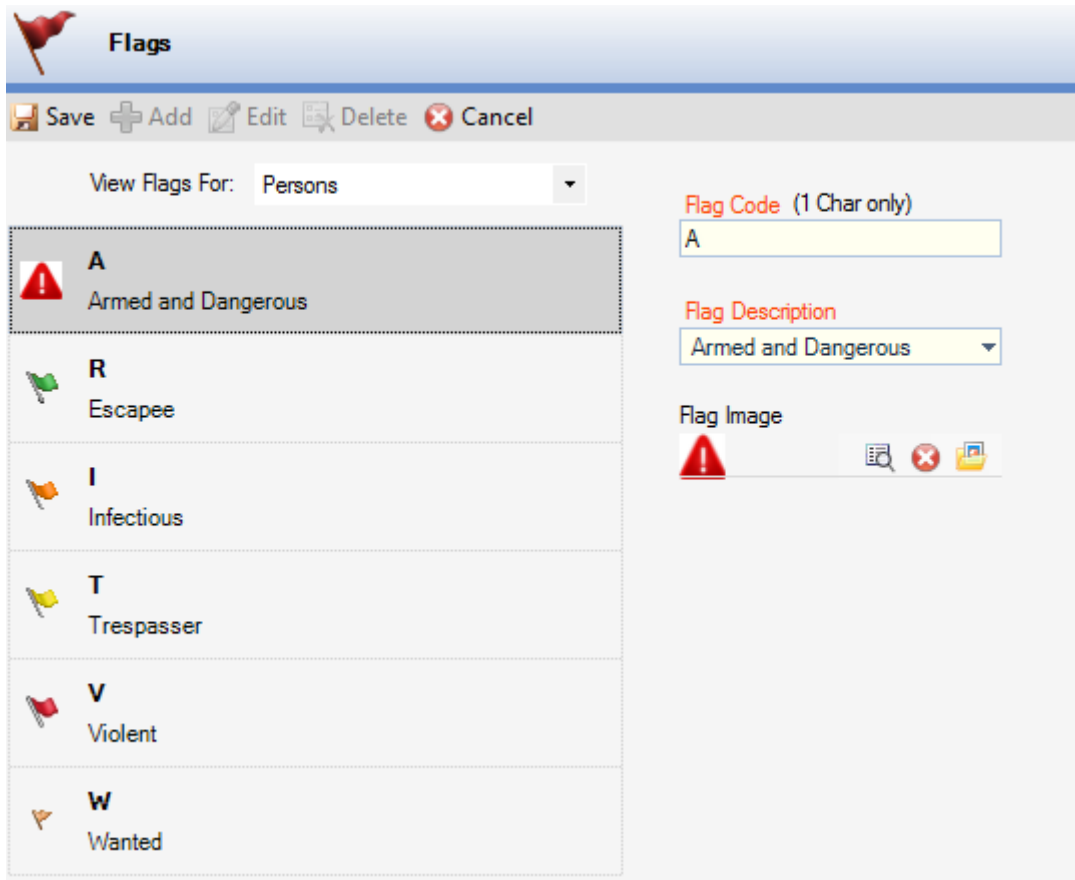 Flags
Save Add Edit Delete Cancel
View Flags For: Persons
A
Armed and Dangerous
R
Escapee
I
Infectious
T
Trespasser
V
Violent
W
Wanted
Flag Code (1 Char only)
A
Flag Description
Armed and Dangerous
Flag Image